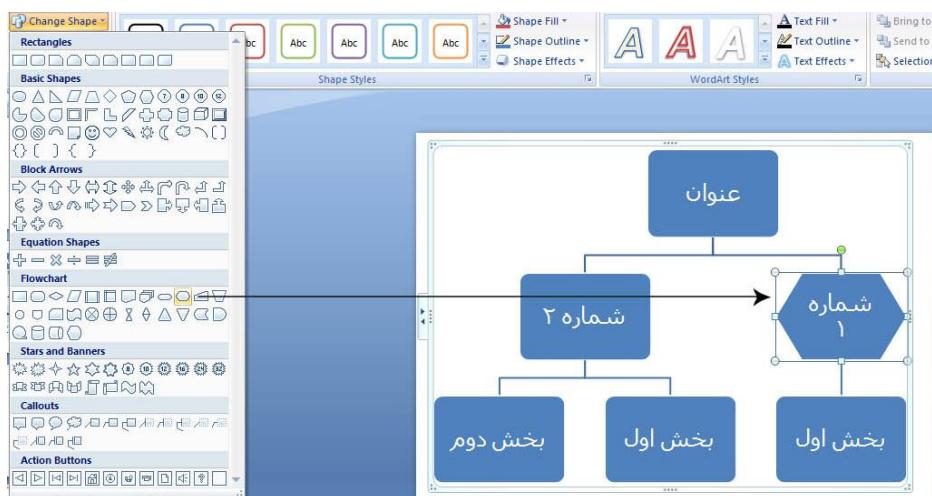 Change Shape
Rectangles
Basic Shapes
Block Arrows
Equation Shapes
Flowchart
Stars and Banners
Callouts
Action Buttons
Abc Abc Abc Abc Abc
Shape Styles
Shape Fill
Shape Outline
Shape Effects
A A A
WordArt Styles
Text Fill
Text Outline
Text Effects
Bring to
Send to
Selection
عنوان
شماره
۱
شماره ۲
بخش اول
بخش اول
بخش دوم